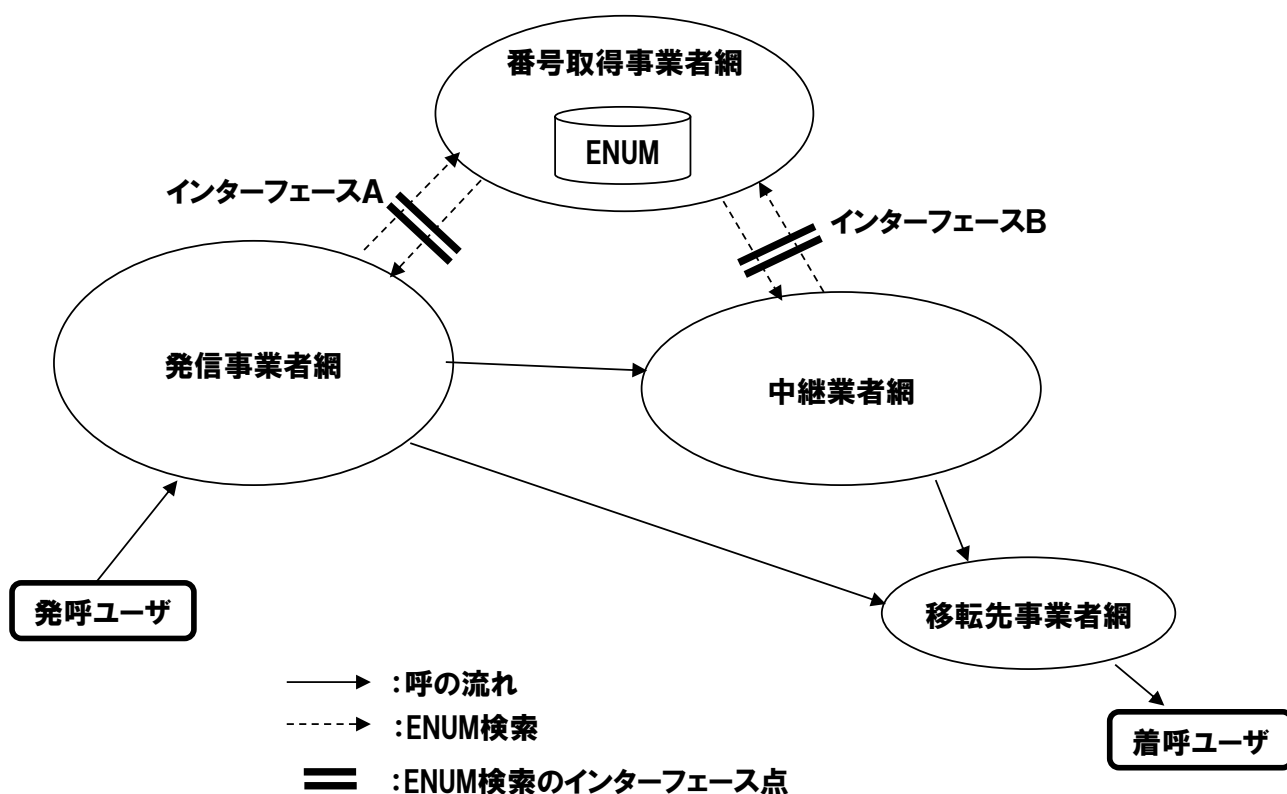 番号取得事業者網
ENUM
インターフェースA
インターフェースB
発信事業者網
中継業者網
発呼ユーザ
移転先事業者網
:呼の流れ
:ENUM検索
着呼ユーザ
:ENUM検索のインターフェース点